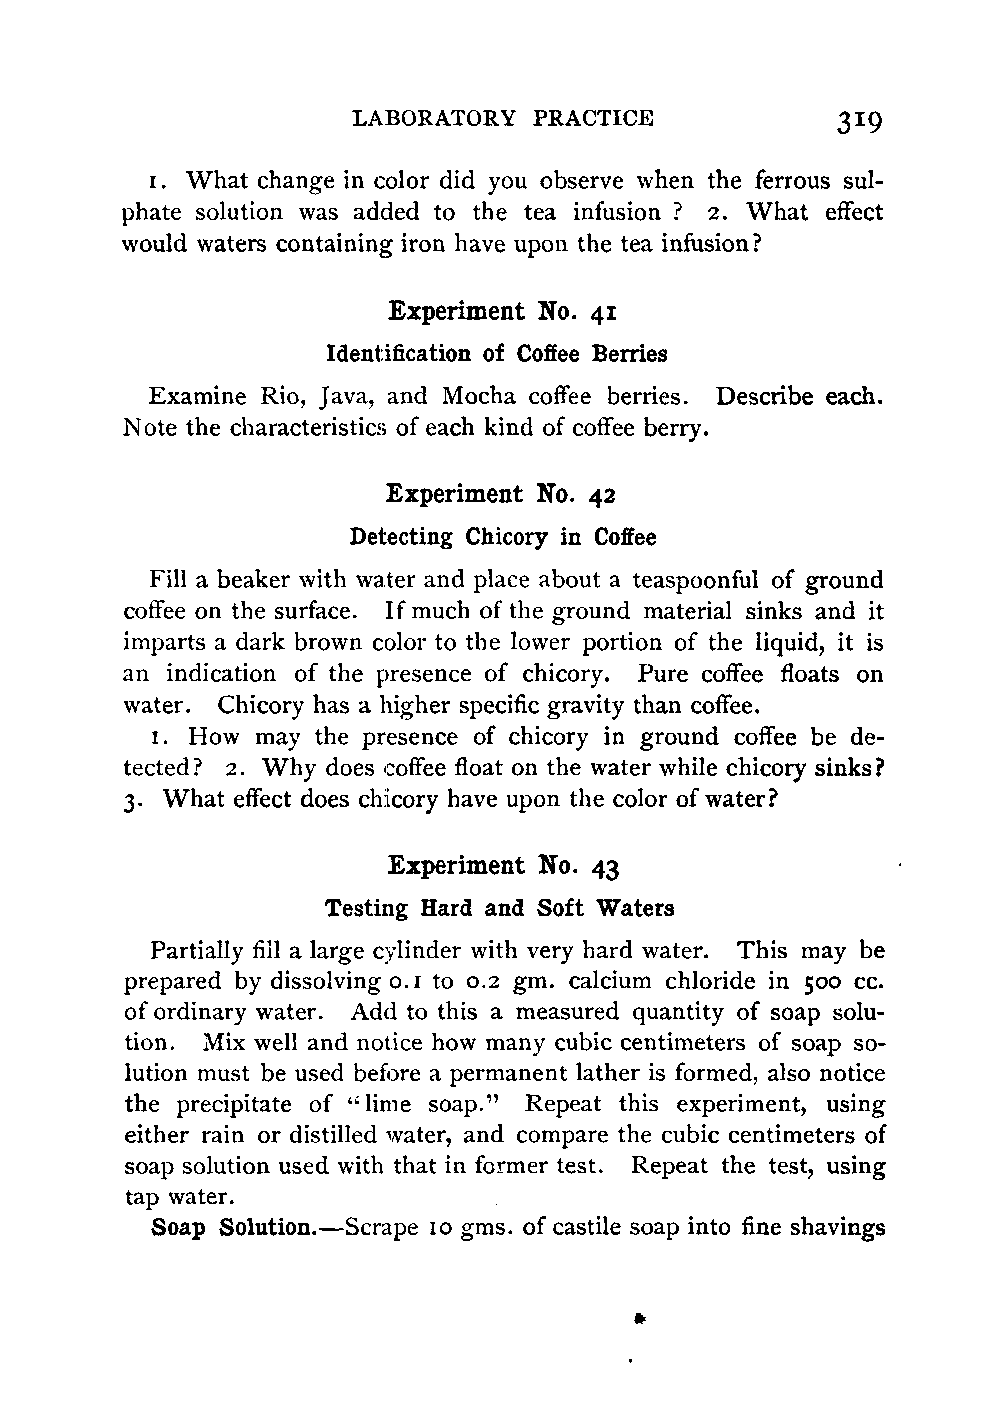 LABORATORY PRACTICE 319
1. What change in color did you observe when the ferrous sul-
phate solution was added to the tea infusion ? 2. What effect
would waters containing iron have upon the tea infusion?
Experiment No. 41
Identification of Coffee Berries
Examine Rio, Java, and Mocha coffee berries. Describe each.
Note the characteristics of each kind of coffee berry.
Experiment No. 42
Detecting Chicory in Coffee
Fill a beaker with water and place about a teaspoonful of ground
coffee on the surface. If much of the ground material sinks and it
imparts a dark brown color to the lower portion of the liquid, it is
an indication of the presence of chicory. Pure coffee floats on
water. Chicory has a higher specific gravity than coffee.
1. How may the presence of chicory in ground coffee be de-
tected? 2. Why does coffee float on the water while chicory sinks?
3. What effect does chicory have upon the color of water?
Experiment No. 43
Testing Hard and Soft Waters
Partially fill a large cylinder with very hard water. This may be
prepared by dissolving 0.1 to 0.2 gm. calcium chloride in 500 cc.
of ordinary water. Add to this a measured quantity of soap solu-
tion. Mix well and notice how many cubic centimeters of soap so-
lution must be used before a permanent lather is formed, also notice
the precipitate of "lime soap." Repeat this experiment, using
either rain or distilled water, and compare the cubic centimeters of
soap solution used with that in former test. Repeat the test, using
tap water.
Soap Solution.—Scrape 10 gms. of castile soap into fine shavings